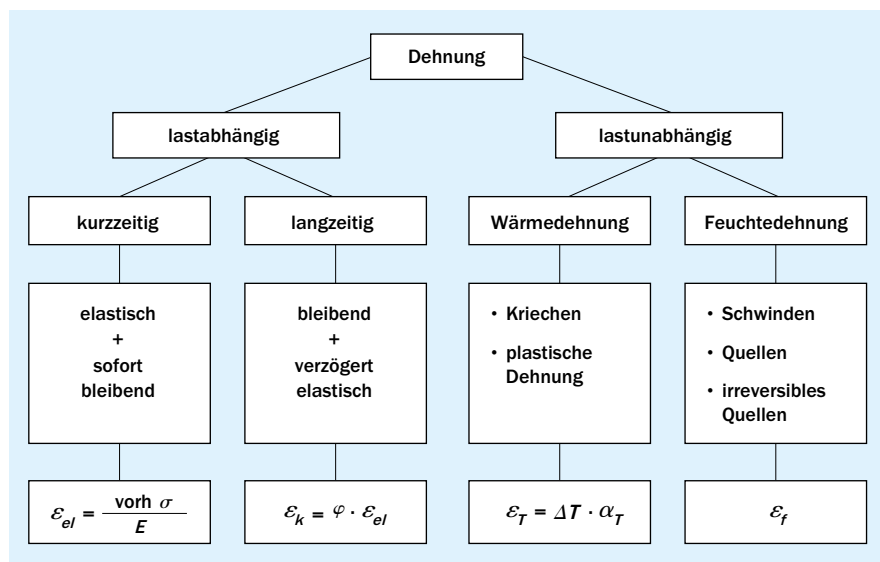 Dehnung
lastabhängig
lastunabhängig
kurzzeitig
langzeitig
Wärmedehnung
Feuchtedehnung
elastisch
+
sofort
bleibend
bleibend
+
verzögert
elastisch
• Kriechen
• plastische
Dehnung
• Schwinden
• Quellen
• irreversibles
Quellen
ε_el = vorh σ / E
ε_k = φ · ε_el
ε_T = ΔT · α_T
ε_f